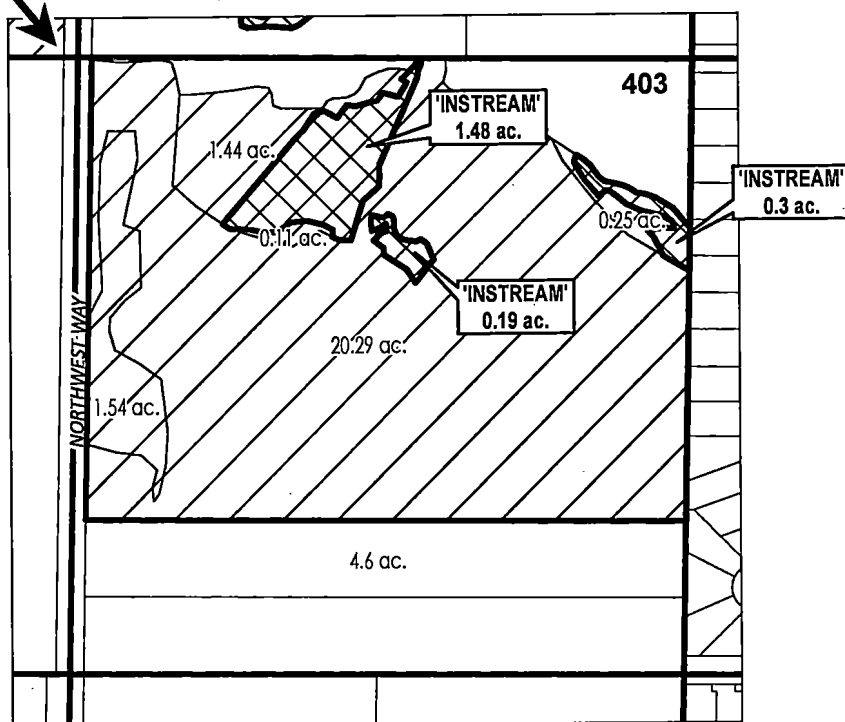 403
'INSTREAM'
1.48 ac.
1.44 ac.
'INSTREAM'
0.3 ac.
0.25 ac.
0.11 ac.
'INSTREAM'
0.19 ac.
20.29 ac.
NORTHWEST WAY
1.54 ac.
4.6 ac.